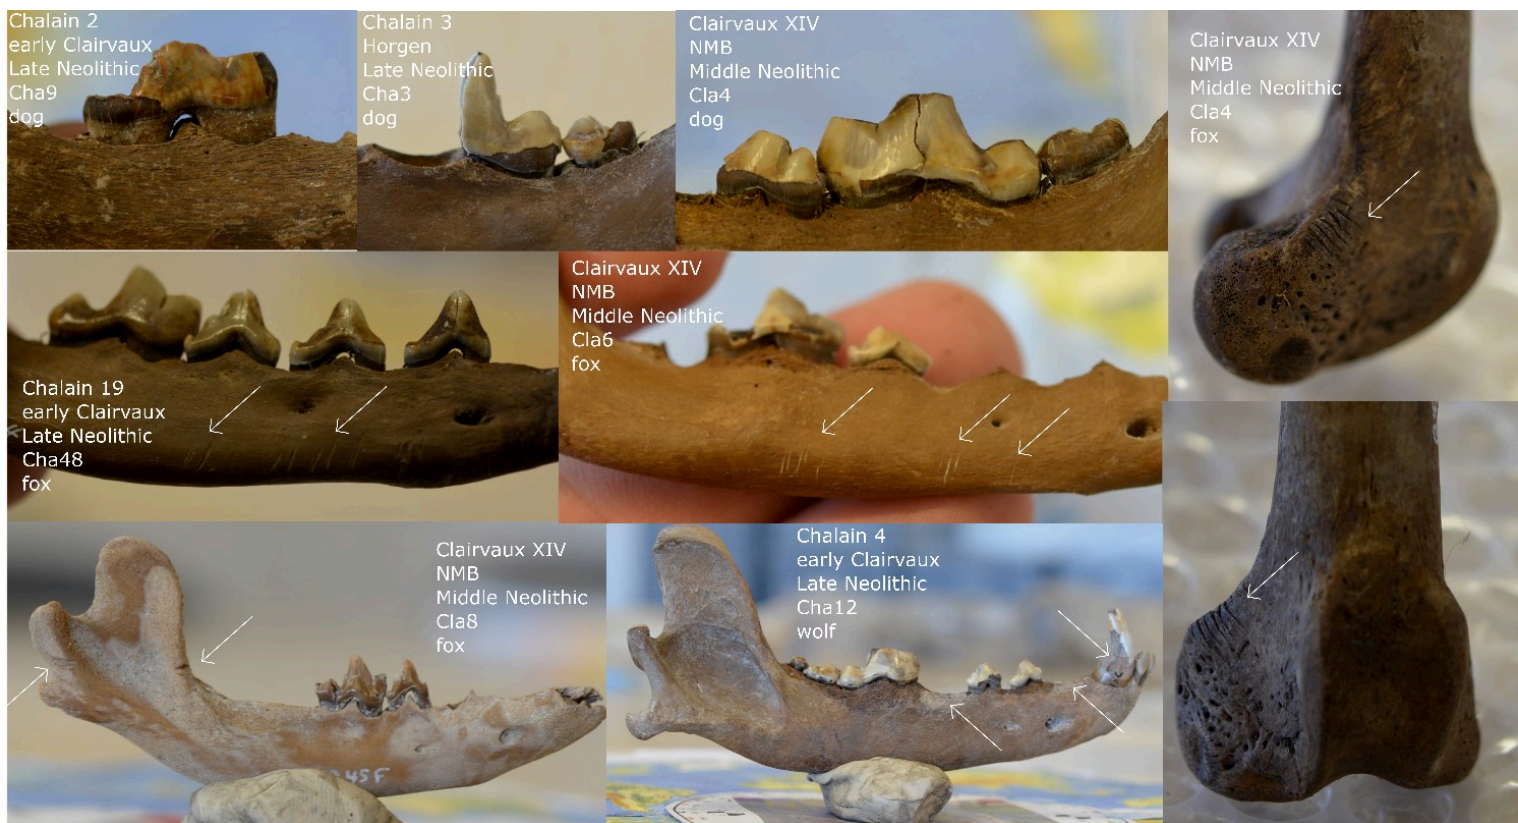 Chalain 2
early Clairvaux
Late Neolithic
Cha9
dog
Chalain 3
Horgen
Late Neolithic
Cha3
dog
Clairvaux XIV
NMB
Middle Neolithic
Cla4
dog
Clairvaux XIV
NMB
Middle Neolithic
Cla4
fox
Chalain 19
early Clairvaux
Late Neolithic
Cha48
fox
Clairvaux XIV
NMB
Middle Neolithic
Cla6
fox
Clairvaux XIV
NMB
Middle Neolithic
Cla8
fox
45F
Chalain 4
early Clairvaux
Late Neolithic
Cha12
wolf